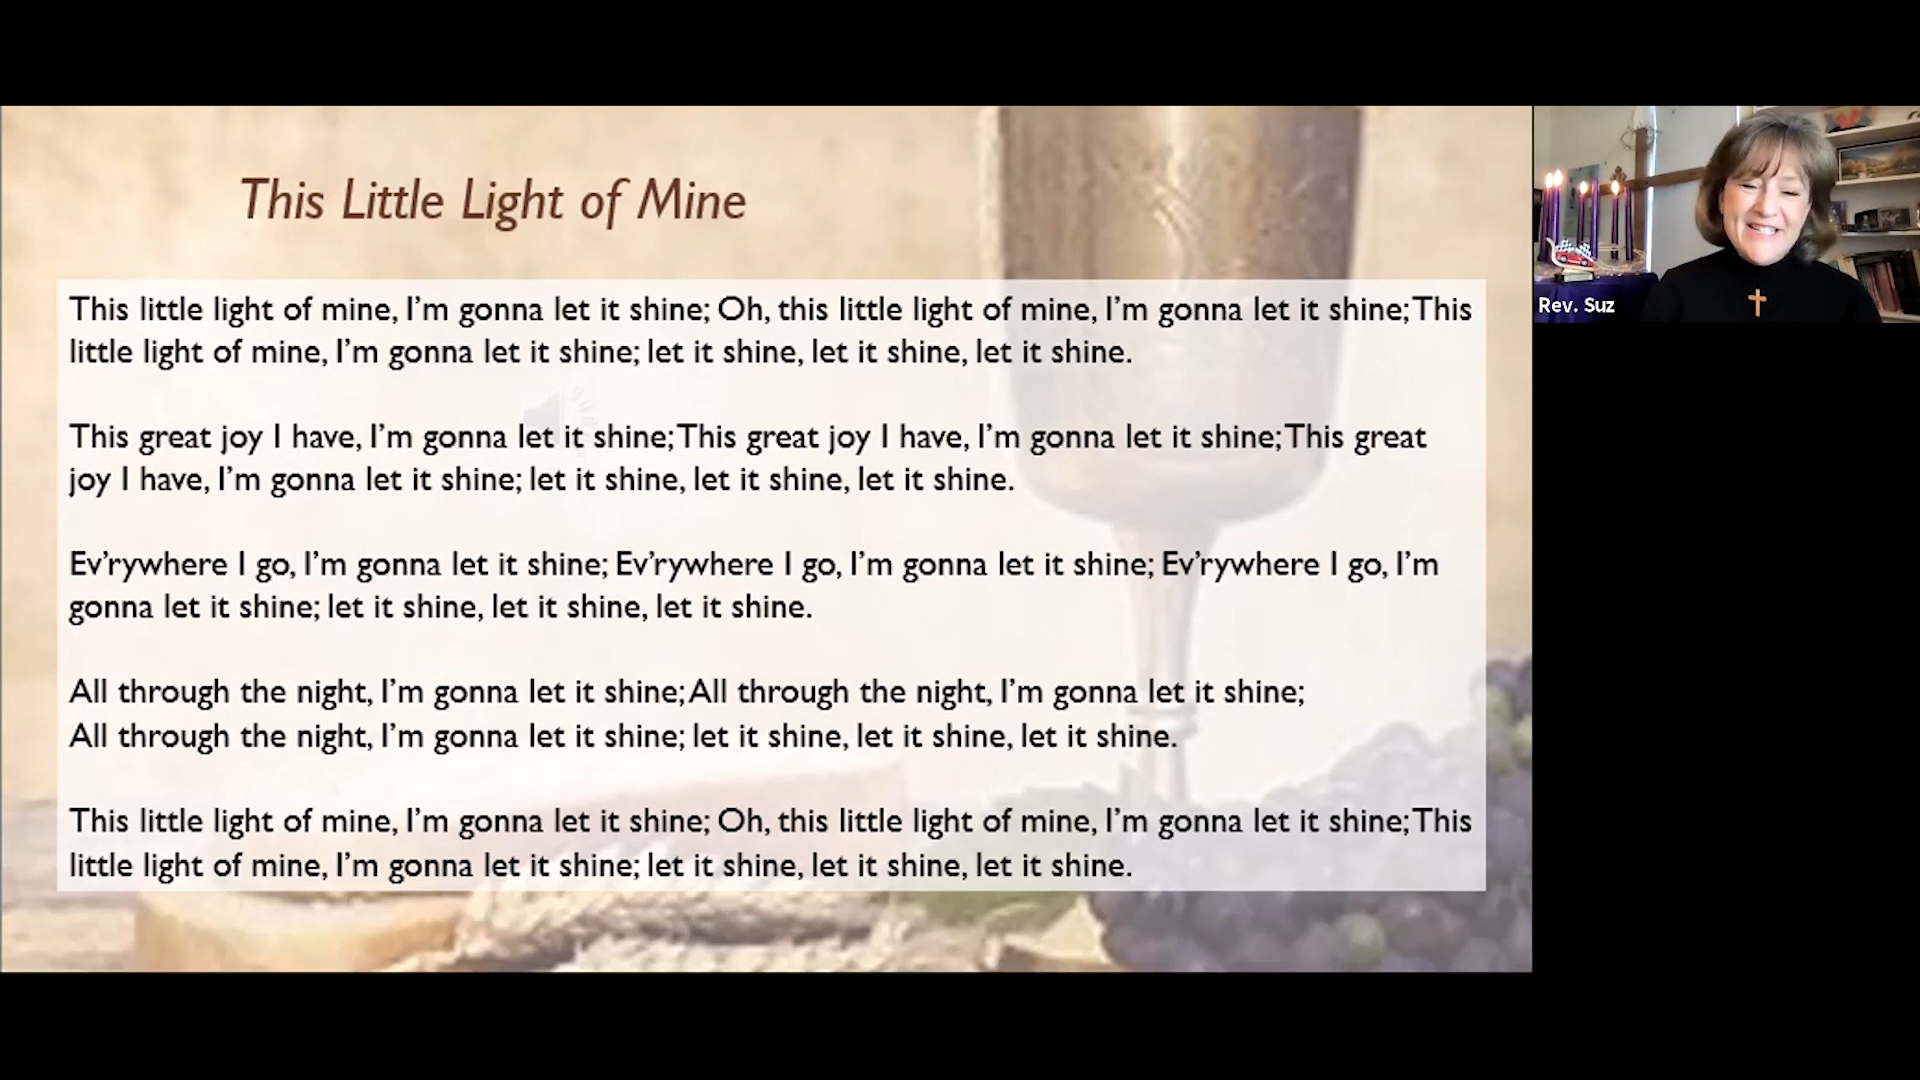 This Little Light of Mine
This little light of mine, I'm gonna let it shine; Oh, this little light of mine, I'm gonna let it shine; This
little light of mine, I'm gonna let it shine; let it shine, let it shine, let it shine.
This great joy I have, I'm gonna let it shine; This great joy I have, I'm gonna let it shine; This great
joy I have, I'm gonna let it shine; let it shine, let it shine, let it shine.
Ev'rywhere I go, I'm gonna let it shine; Ev'rywhere I go, I'm gonna let it shine; Ev'rywhere I go, I'm
gonna let it shine; let it shine, let it shine, let it shine.
All through the night, I'm gonna let it shine; All through the night, I'm gonna let it shine;
All through the night, I'm gonna let it shine; let it shine, let it shine, let it shine.
This little light of mine, I'm gonna let it shine; Oh, this little light of mine, I'm gonna let it shine; This
little light of mine, I'm gonna let it shine; let it shine, let it shine, let it shine.
Rev. Suz